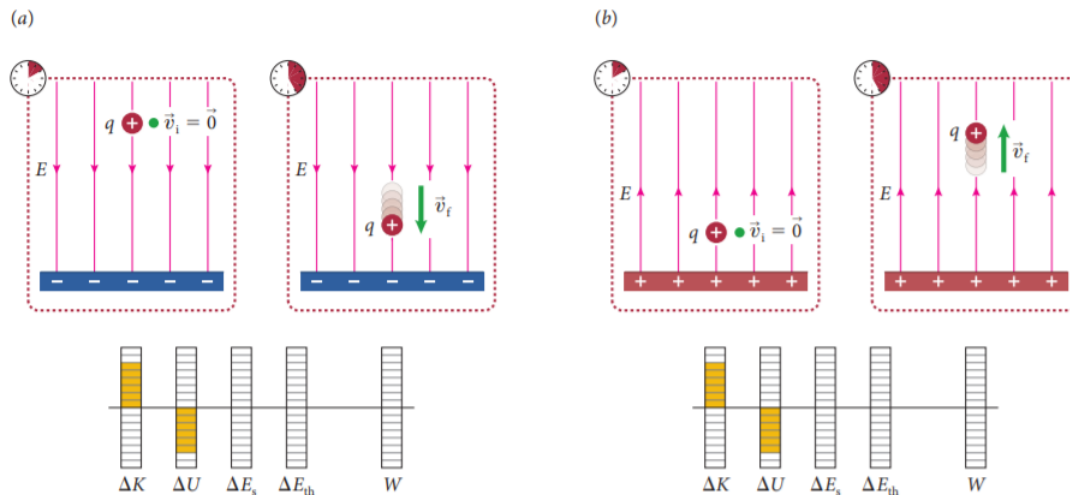 (a)
(b)
q + v⃗ᵢ = 0⃗
E
E
q +
v⃗f
− − − − −
− − − − −
E
q + v⃗ᵢ = 0⃗
+ + + + +
q +
v⃗f
E
+ + + + +
ΔK ΔU ΔEₛ ΔEth W
ΔK ΔU ΔEₛ ΔEth W